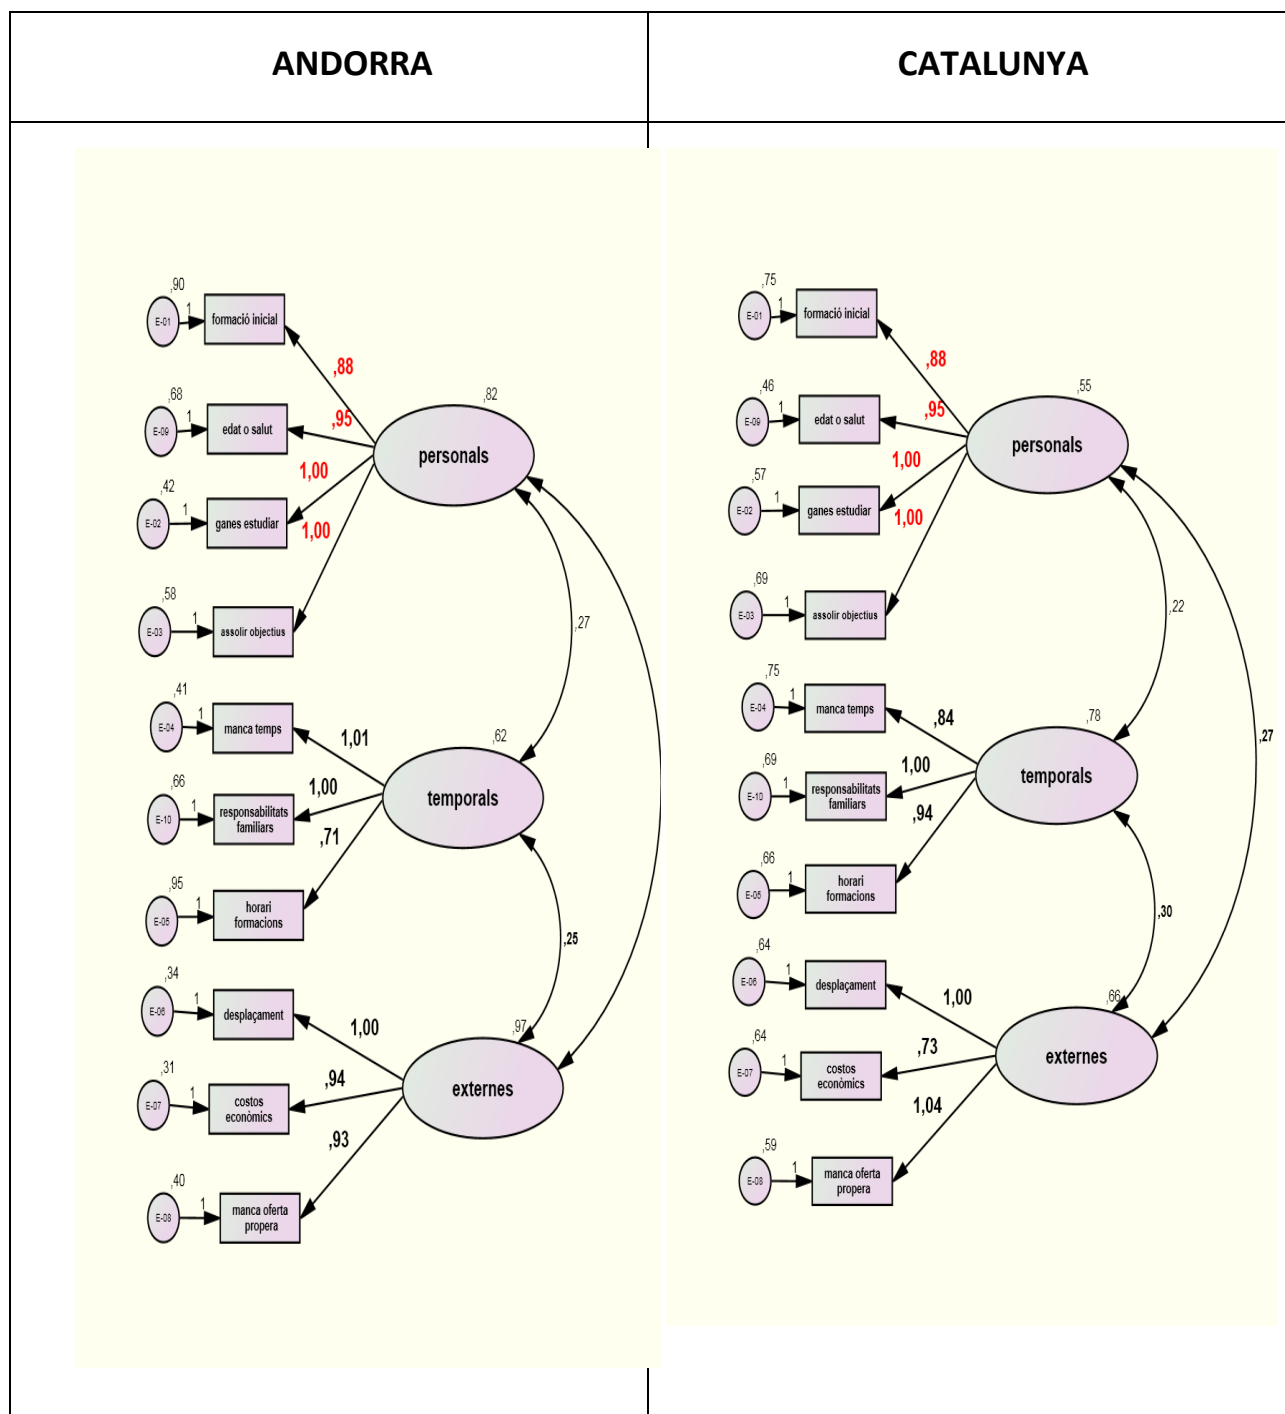 ANDORRA
CATALUNYA
,90
E-01
1
formació inicial
,88
,68
E-09
1
edat o salut
,95
,82
personals
1,00
,42
E-02
1
ganes estudiar
1,00
,58
E-03
1
assolir objectius
,27
,41
E-04
1
manca temps
1,01
,62
temporals
,66
E-10
1
responsabilitats
familiars
1,00
,71
,95
E-05
1
horari
formacions
,25
,34
E-06
1
desplaçament
1,00
,97
externes
,31
E-07
1
costos
econòmics
,94
,93
,40
E-08
1
manca oferta
propera
,75
E-01
1
formació inicial
,88
,46
E-09
1
edat o salut
,95
,55
personals
1,00
,57
E-02
1
ganes estudiar
1,00
,69
E-03
1
assolir objectius
,22
,75
E-04
1
manca temps
,84
,78
temporals
,27
,69
E-10
1
responsabilitats
familiars
1,00
,94
,66
E-05
1
horari
formacions
,30
,64
E-06
1
desplaçament
1,00
,66
externes
,64
E-07
1
costos
econòmics
,73
1,04
,59
E-08
1
manca oferta
propera